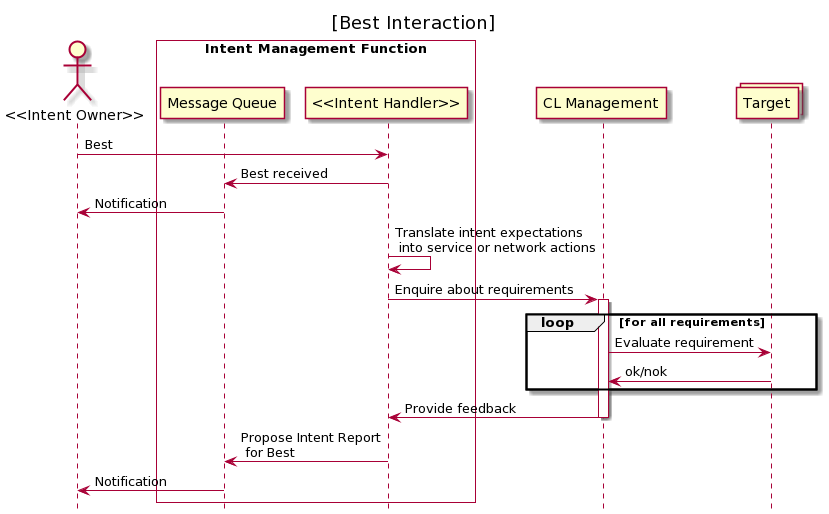 [Best Interaction]
Intent Management Function
<<Intent Owner>>
Message Queue
<<Intent Handler>>
CL Management
Target
Best
Best received
Notification
Translate intent expectations
into service or network actions
Enquire about requirements
loop
[for all requirements]
Evaluate requirement
ok/nok
Provide feedback
Propose Intent Report
for Best
Notification